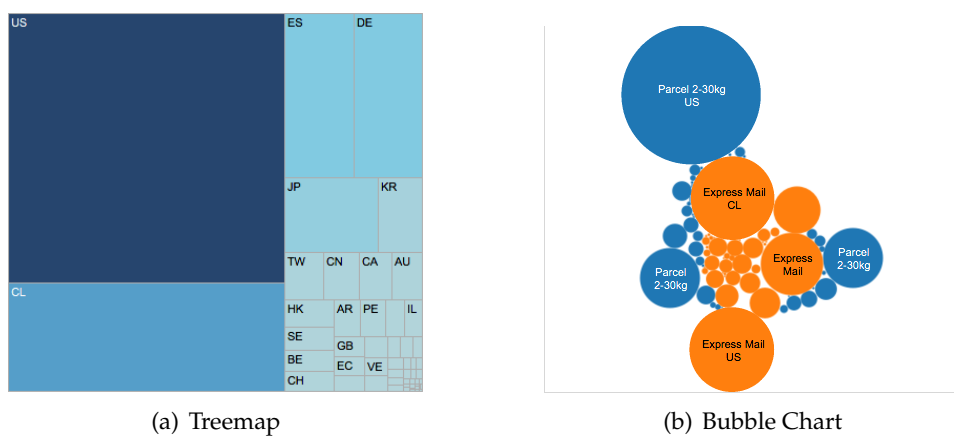 US
ES
DE
JP
KR
TW
CN
CA
AU
CL
HK
AR
PE
IL
SE
GB
BE
EC
VE
CH
(a) Treemap
Parcel 2-30kg
US
Express Mail
CL
Express
Mail
Parcel
2-30kg
Parcel
2-30kg
Express Mail
US
(b) Bubble Chart